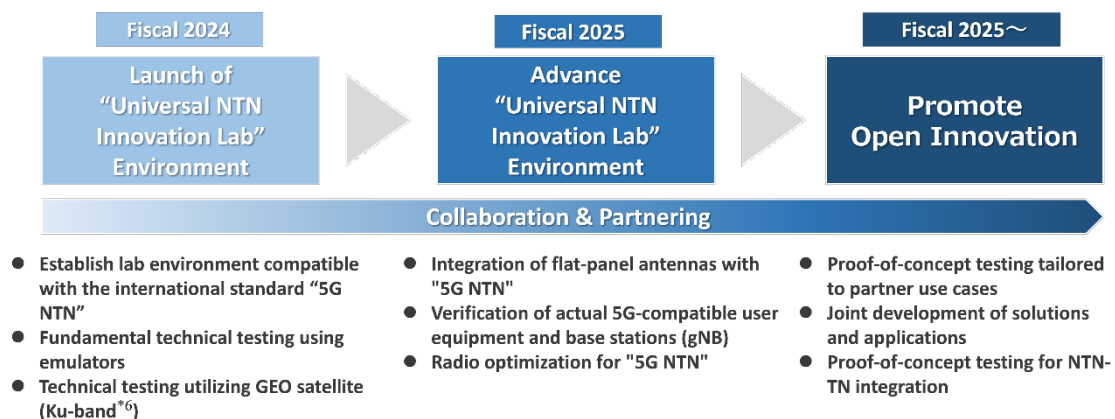 Fiscal 2024
Launch of
“Universal NTN
Innovation Lab”
Environment
Fiscal 2025
Advance
“Universal NTN
Innovation Lab”
Environment
Fiscal 2025～
Promote
Open Innovation
Collaboration & Partnering
● Establish lab environment compatible
with the international standard “5G
NTN”
● Fundamental technical testing using
emulators
● Technical testing utilizing GEO satellite
(Ku-band*6)
● Integration of flat-panel antennas with
"5G NTN"
● Verification of actual 5G-compatible user
equipment and base stations (gNB)
● Radio optimization for "5G NTN"
● Proof-of-concept testing tailored
to partner use cases
● Joint development of solutions
and applications
● Proof-of-concept testing for NTN-
TN integration